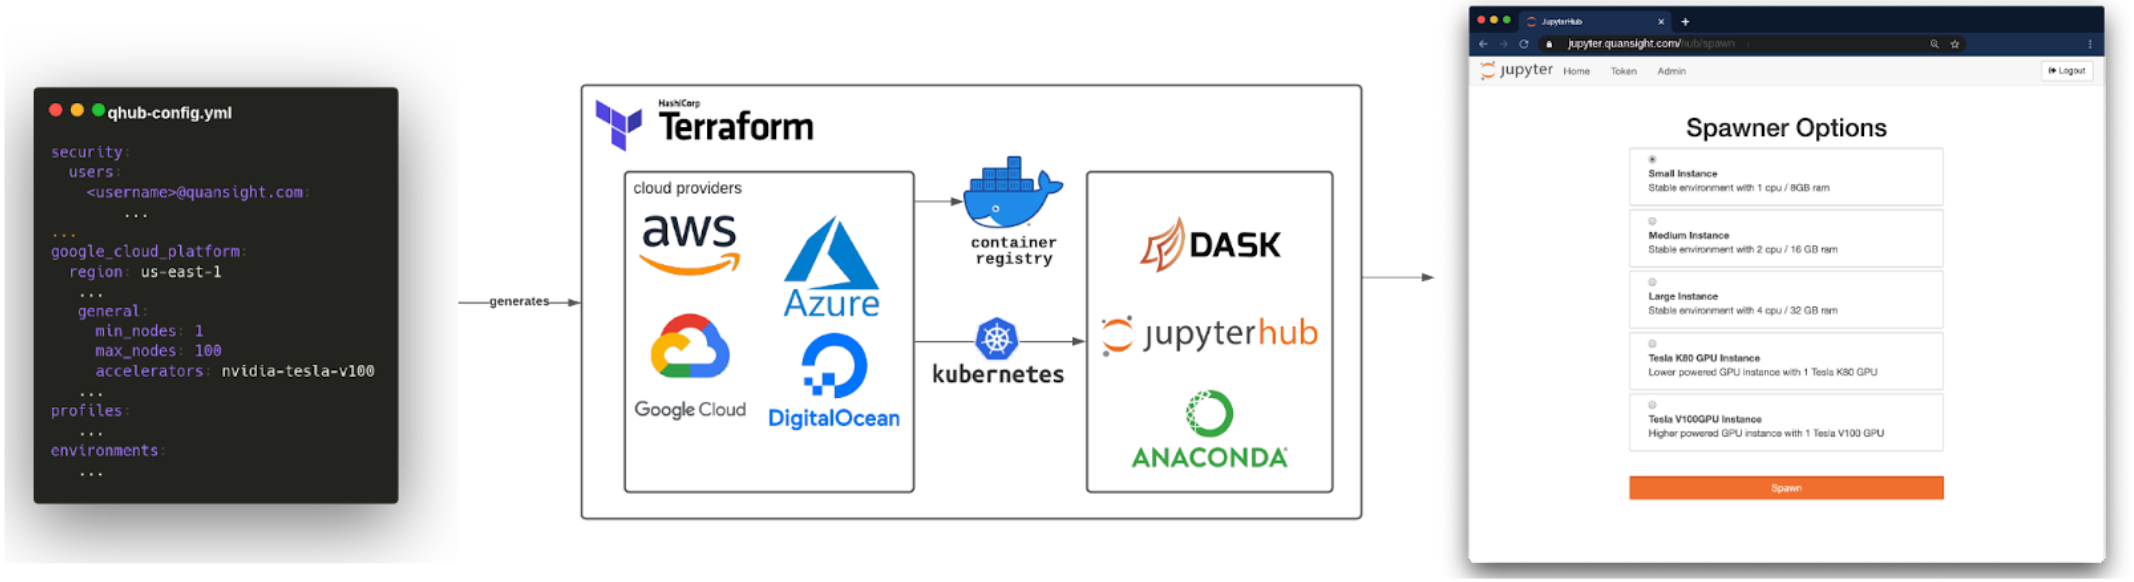 qhub-config.yml
security:
users:
<username>@quansight.com:
...
...
google_cloud_platform:
region: us-east-1
...
general:
min_nodes: 1
max_nodes: 100
accelerators: nvidia-tesla-v100
...
profiles:
...
environments:
...
generates
HashiCorp
Terraform
cloud providers
aws
Azure
Google Cloud
DigitalOcean
container
registry
kubernetes
DASK
jupyterhub
ANACONDA
JupyterHub
jupyter.quansight.com/hub/spawn
jupyter Home Token Admin Logout
Spawner Options
Small Instance
Stable environment with 1 cpu / 8GB ram
Medium Instance
Stable environment with 2 cpu / 16 GB ram
Large Instance
Stable environment with 4 cpu / 32 GB ram
Tesla K80 GPU Instance
Lower powered GPU instance with 1 Tesla K80 GPU
Tesla V100GPU Instance
Higher powered GPU instance with 1 Tesla V100 GPU
Spawn